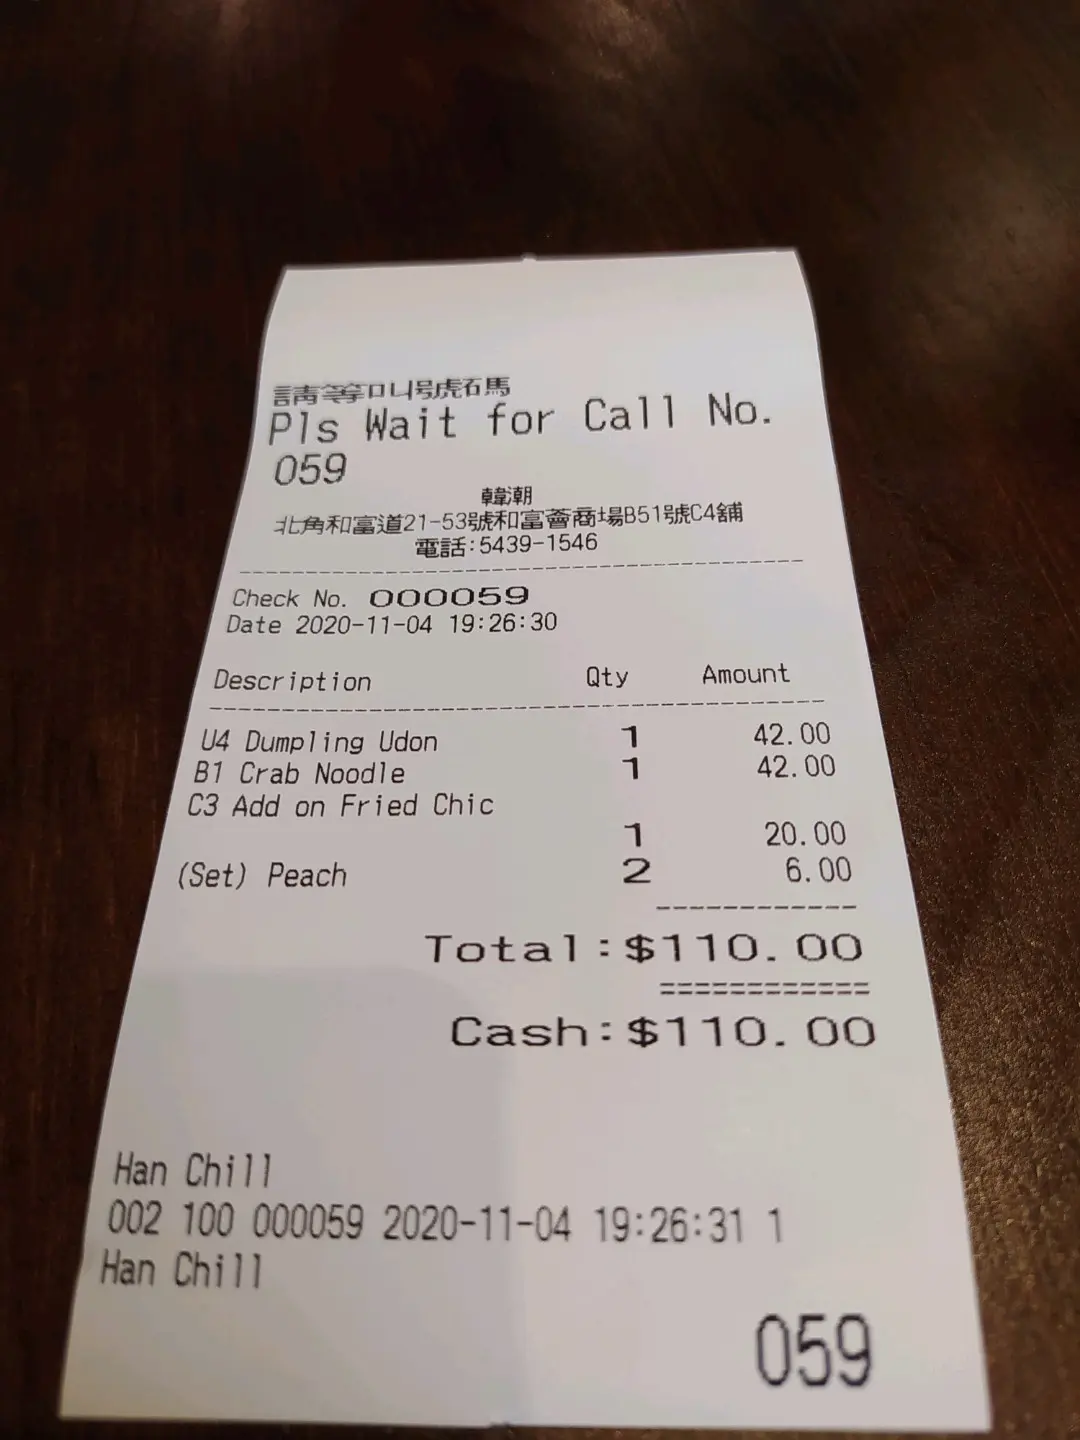 請等叫號碼
Pls Wait for Call No.
059
韓潮
北角和富道21-53號和富薈商場B51號C4舖
電話:5439-1546
Check No. 000059
Date 2020-11-04 19:26:30
Description Qty Amount
U4 Dumpling Udon 1 42.00
B1 Crab Noodle 1 42.00
C3 Add on Fried Chic
1 20.00
(Set) Peach 2 6.00
Total:$110.00
============
Cash:$110.00
Han Chill
002 100 000059 2020-11-04 19:26:31 1
Han Chill
059